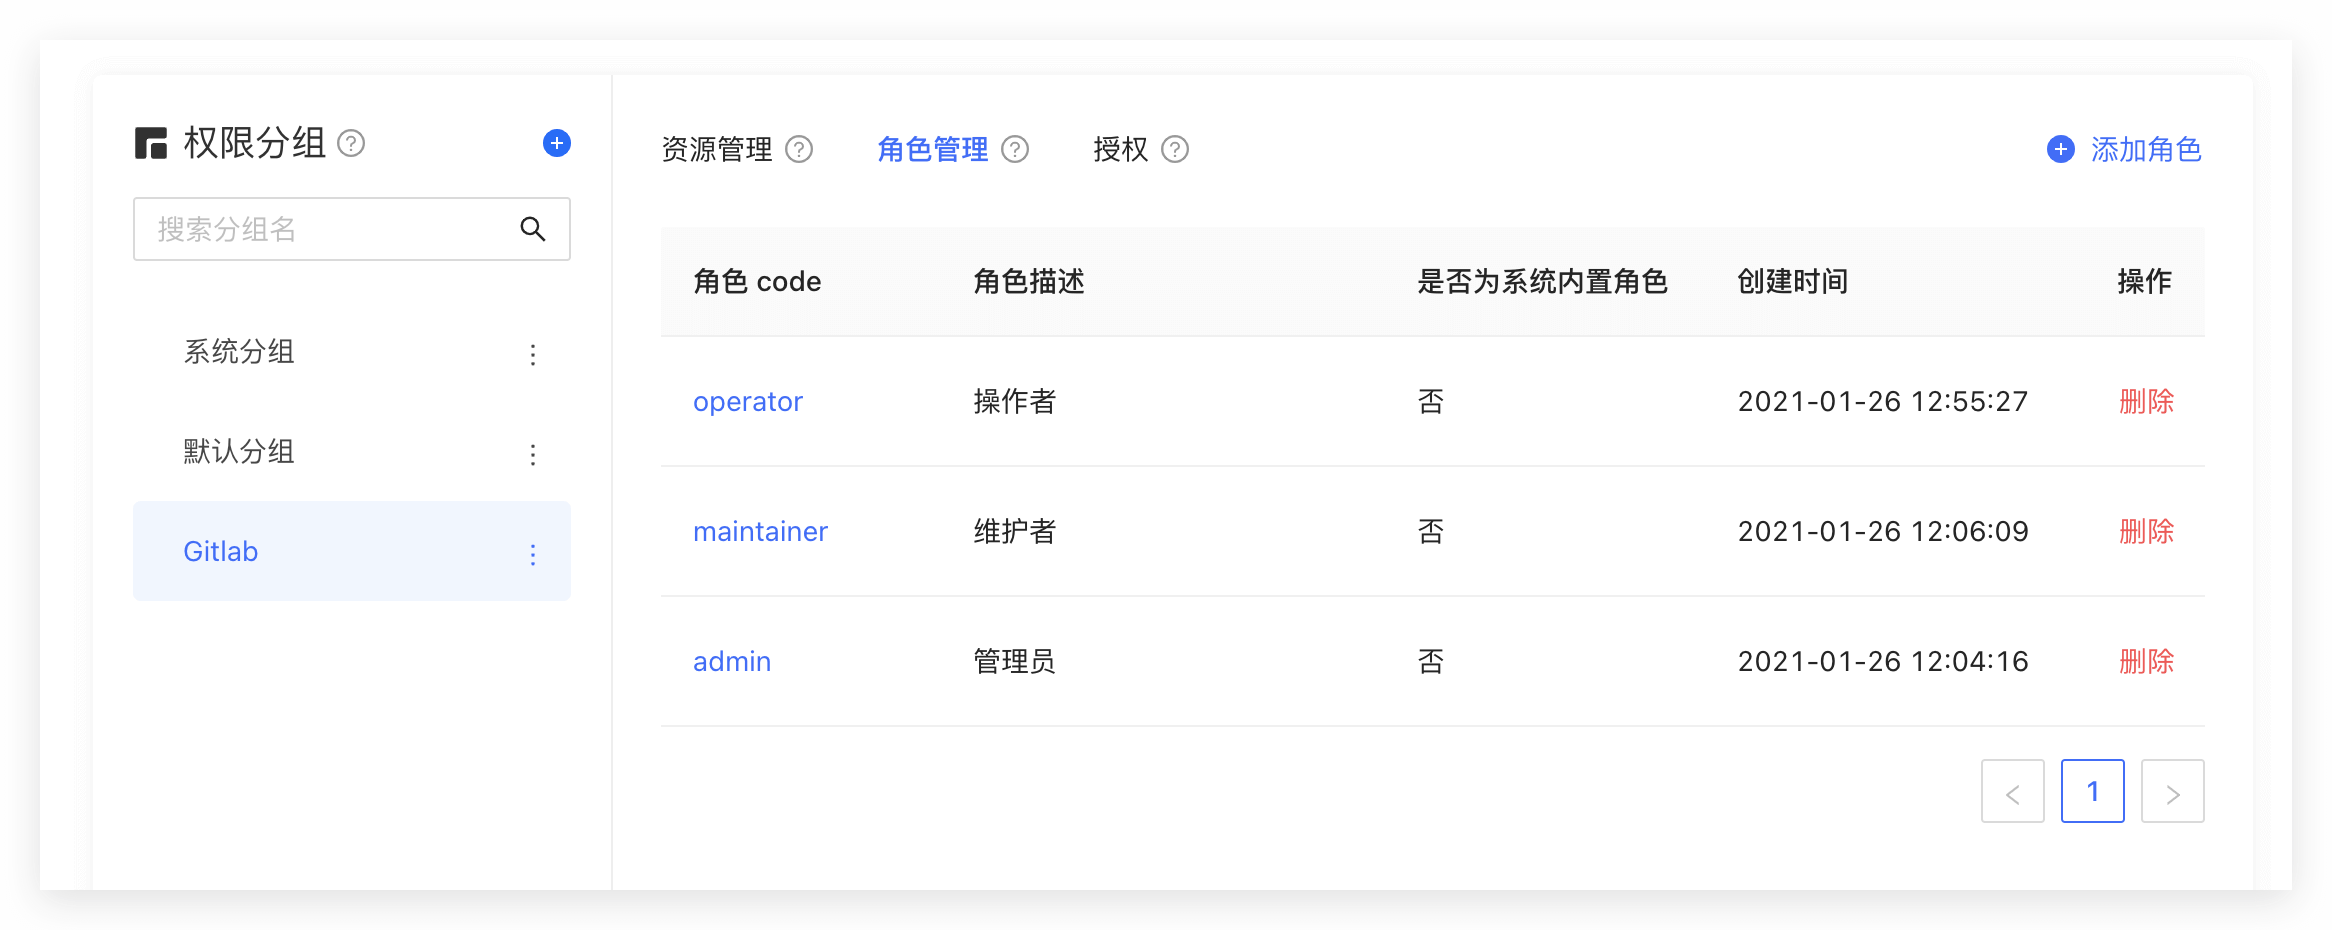 权限分组 ?
搜索分组名
系统分组
默认分组
Gitlab
资源管理 ? 角色管理 ? 授权 ? 添加角色
角色 code 角色描述 是否为系统内置角色 创建时间 操作
operator 操作者 否 2021-01-26 12:55:27 删除
maintainer 维护者 否 2021-01-26 12:06:09 删除
admin 管理员 否 2021-01-26 12:04:16 删除
< 1 >